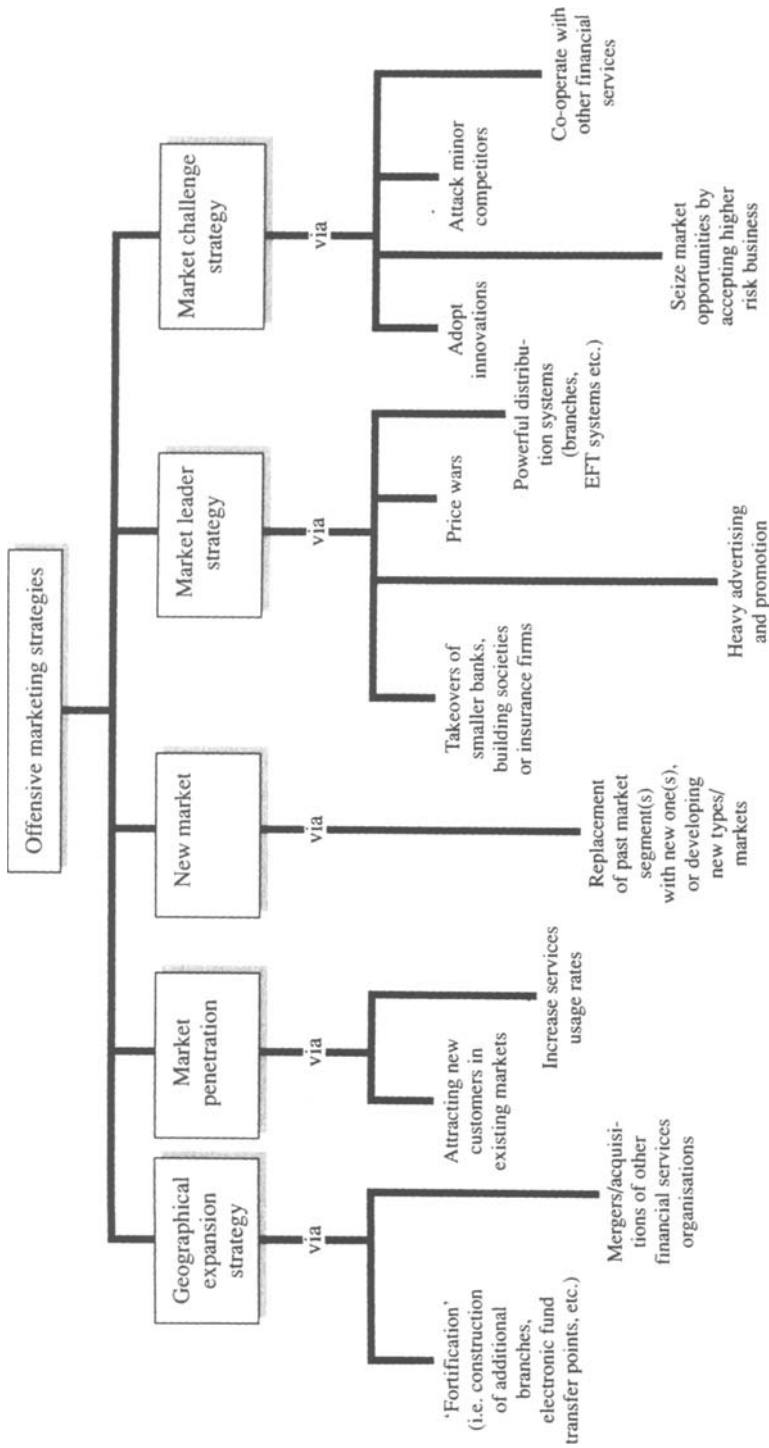 Offensive marketing strategies
Geographical
expansion
strategy
via
'Fortification'
(i.e. construction
of additional
branches,
electronic fund
transfer points, etc.)
Mergers/acquisi-
tions of other
financial services
organisations
Market
penetration
via
Attracting new
customers in
existing markets
Increase services
usage rates
New market
via
Replacement
of past market
segment(s)
with new one(s),
or developing
new types/
markets
Market leader
strategy
via
Takeovers of
smaller banks,
building societies
or insurance firms
Heavy advertising
and promotion
Price wars
Powerful distribu-
tion systems
(branches,
EFT systems etc.)
Market challenge
strategy
via
Adopt
innovations
Seize market
opportunities by
accepting higher
risk business
Attack minor
competitors
Co-operate with
other financial
services